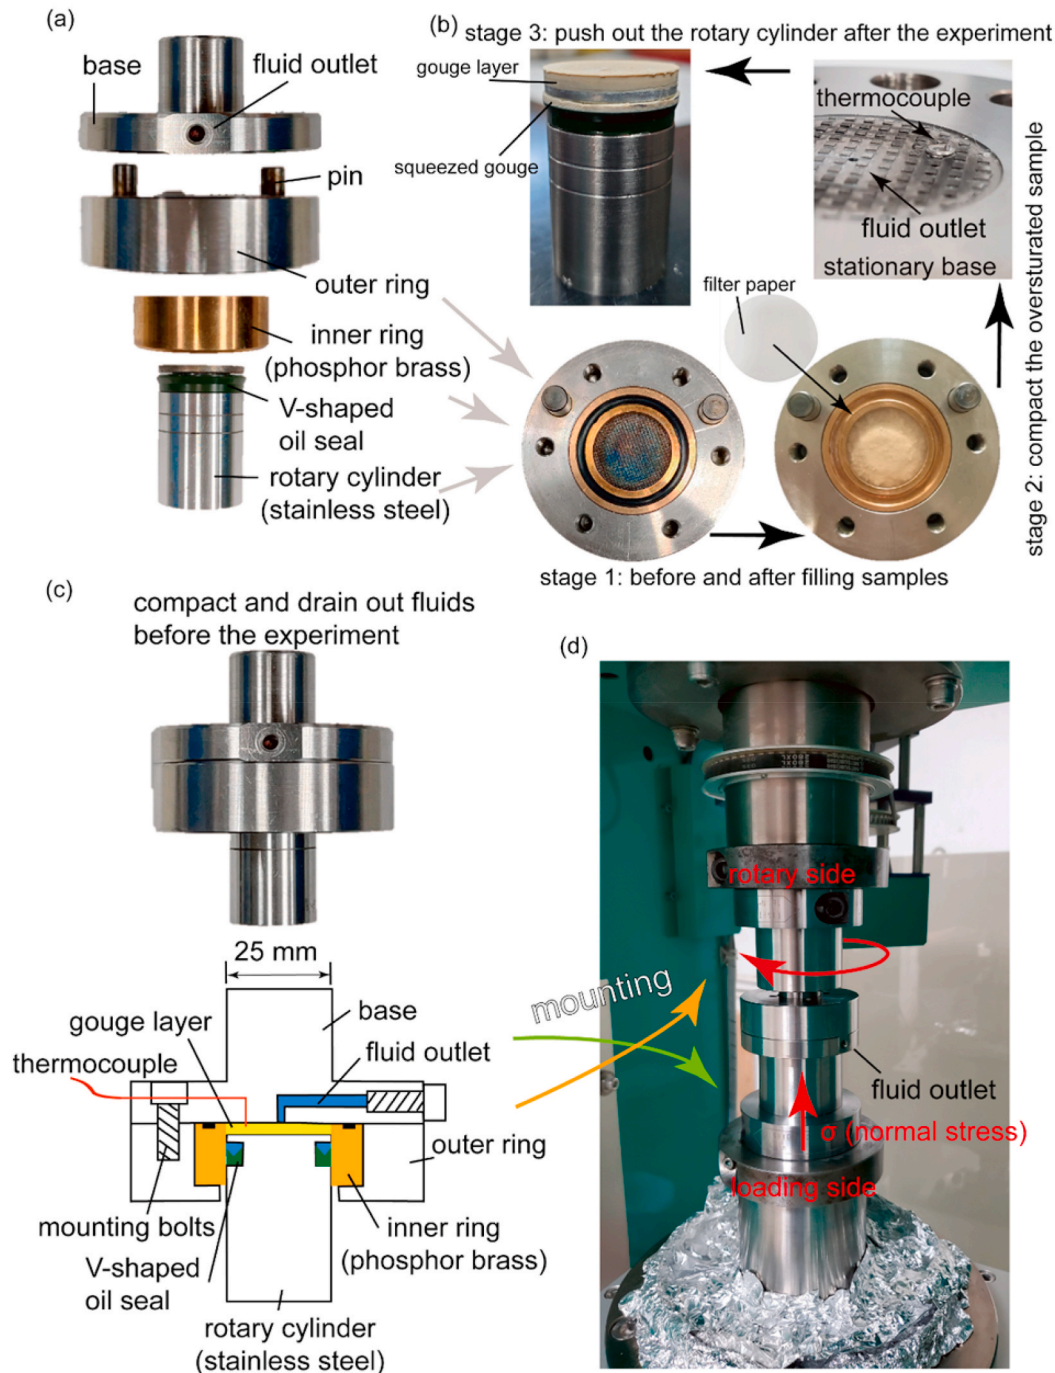 (a)
base
fluid outlet
pin
outer ring
inner ring
(phosphor brass)
V-shaped
oil seal
rotary cylinder
(stainless steel)
(b)
stage 3: push out the rotary cylinder after the experiment
gouge layer
squeezed gouge
thermocouple
fluid outlet
stationary base
filter paper
stage 2: compact the oversturated sample
stage 1: before and after filling samples
(c)
compact and drain out fluids
before the experiment
25 mm
gouge layer
base
thermocouple
fluid outlet
outer ring
mounting bolts
inner ring
(phosphor brass)
V-shaped
oil seal
rotary cylinder
(stainless steel)
mounting
(d)
rotary side
fluid outlet
σ (normal stress)
loading side